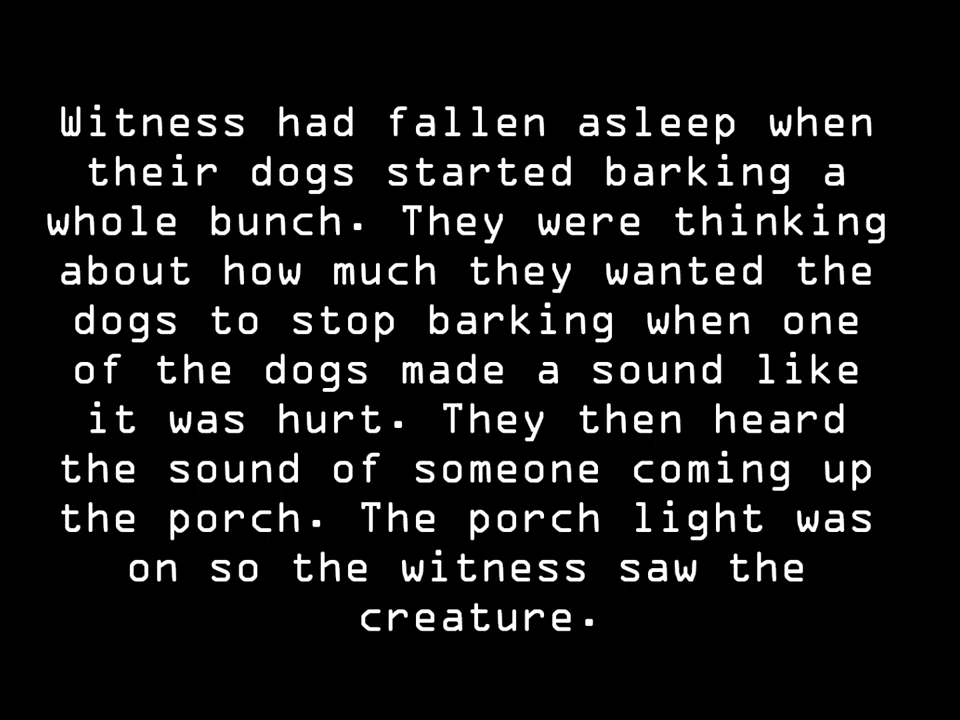 Witness had fallen asleep when
their dogs started barking a
whole bunch. They were thinking
about how much they wanted the
dogs to stop barking when one
of the dogs made a sound like
it was hurt. They then heard
the sound of someone coming up
the porch. The porch light was
on so the witness saw the
creature.